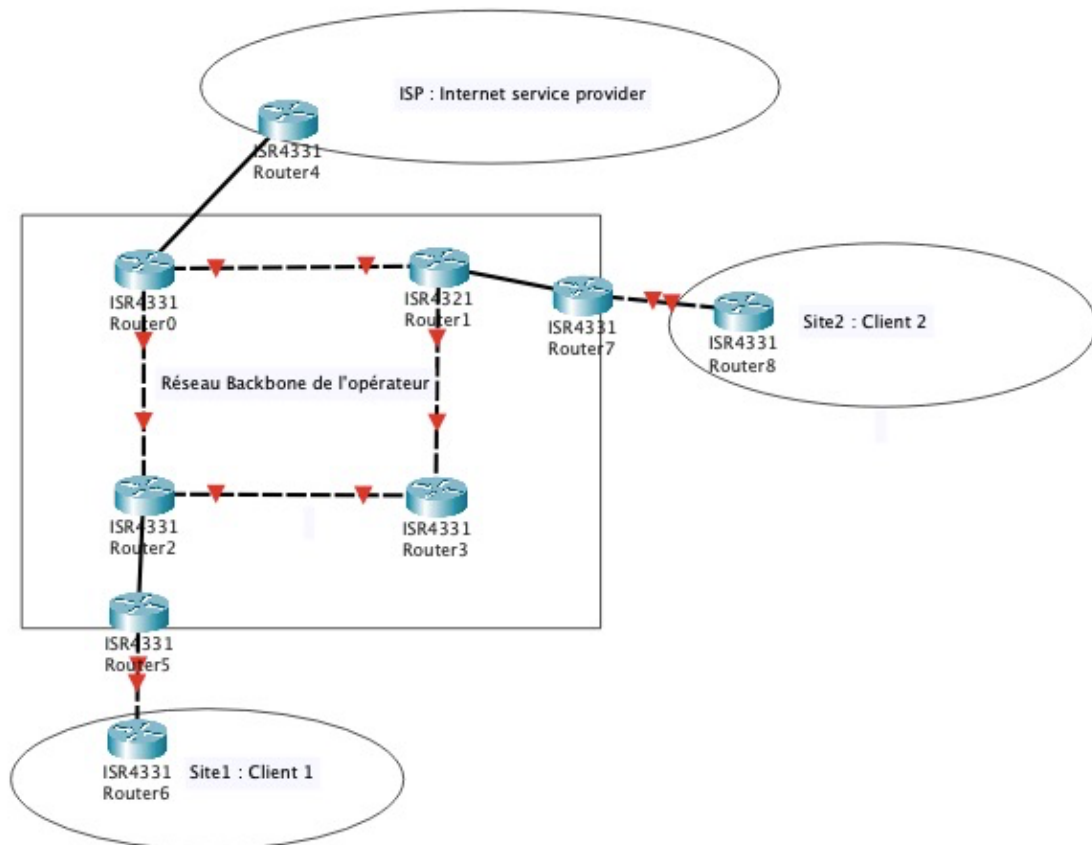 ISP : Internet service provider
ISR4331
Router4
ISR4331
Router0
ISR4321
Router1
ISR4331
Router7
ISR4331
Router8
Site2 : Client 2
Réseau Backbone de l'opérateur
ISR4331
Router2
ISR4331
Router3
ISR4331
Router5
ISR4331
Router6
Site1 : Client 1